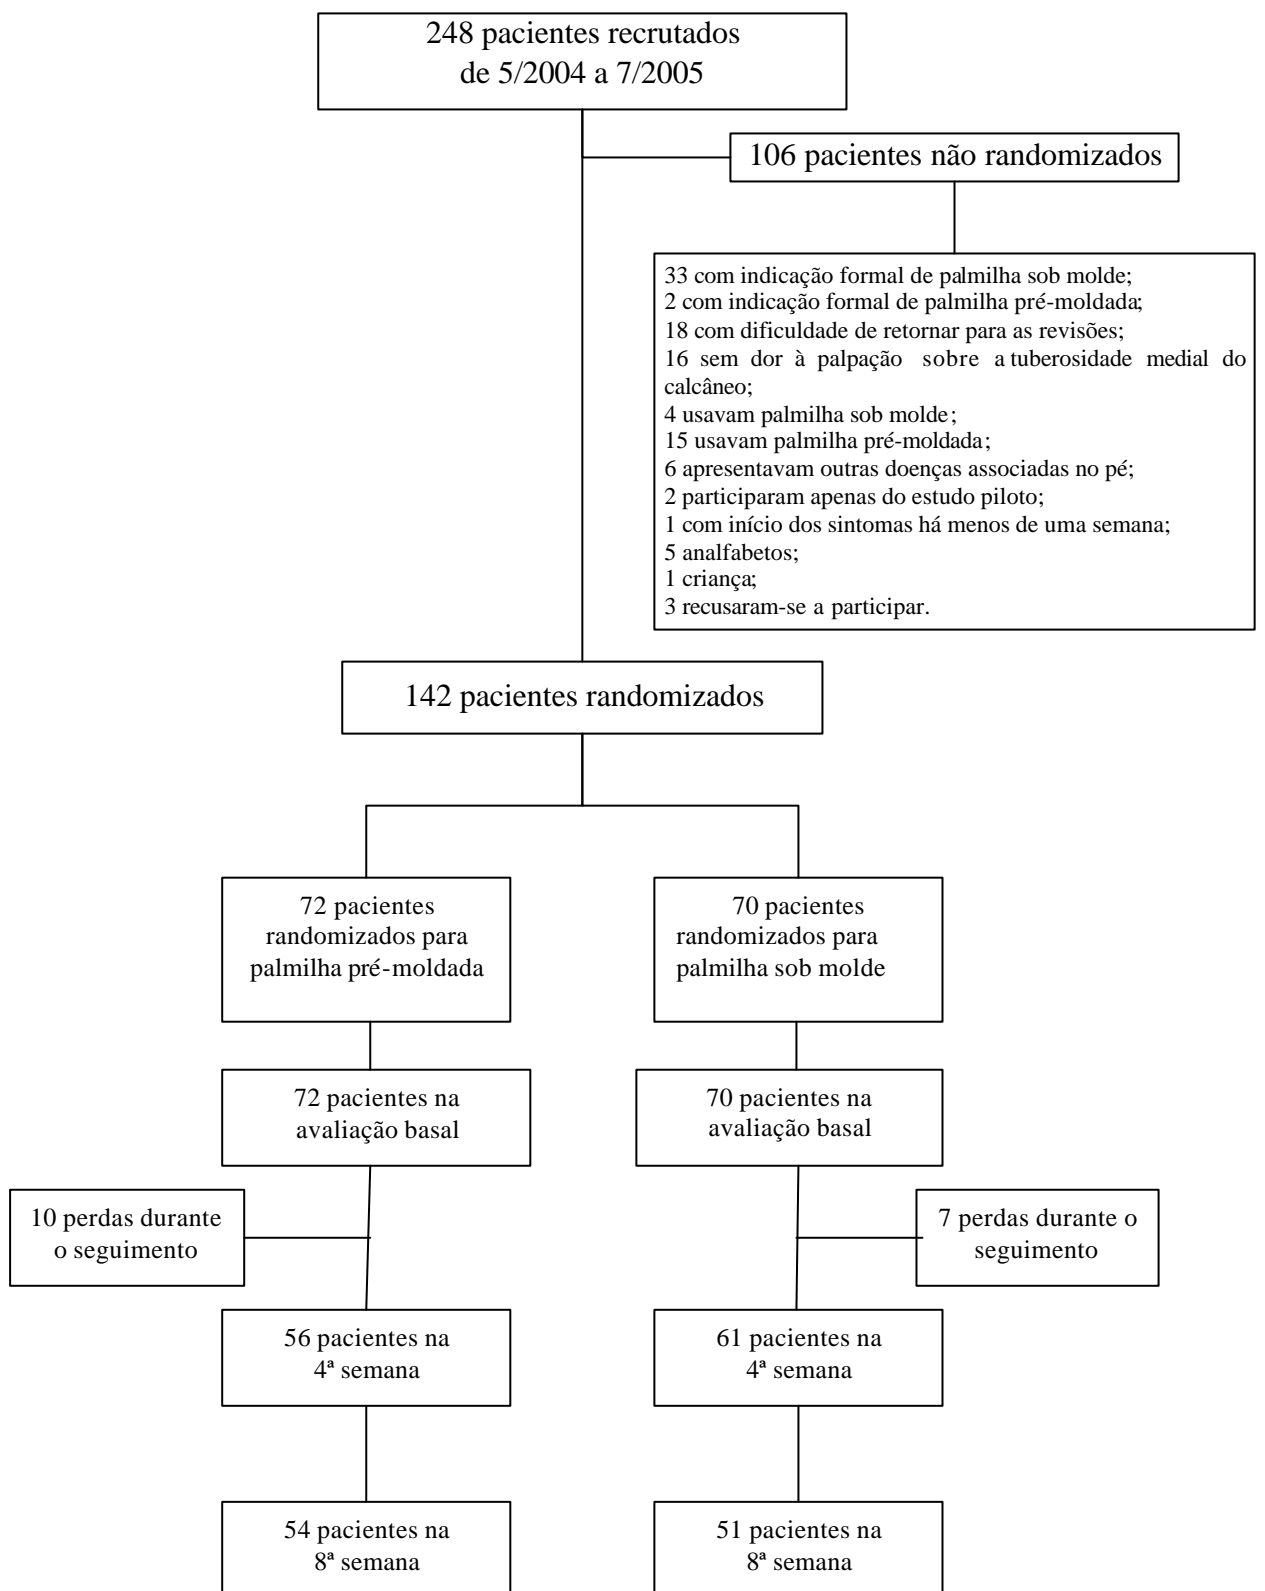 248 pacientes recrutados
de 5/2004 a 7/2005
106 pacientes não randomizados
33 com indicação formal de palmilha sob molde;
2 com indicação formal de palmilha pré-moldada;
18 com dificuldade de retornar para as revisões;
16 sem dor à palpação sobre a tuberosidade medial do
calcâneo;
4 usavam palmilha sob molde;
15 usavam palmilha pré-moldada;
6 apresentavam outras doenças associadas no pé;
2 participaram apenas do estudo piloto;
1 com início dos sintomas há menos de uma semana;
5 analfabetos;
1 criança;
3 recusaram-se a participar.
142 pacientes randomizados
72 pacientes
randomizados para
palmilha pré-moldada
70 pacientes
randomizados para
palmilha sob molde
72 pacientes na
avaliação basal
70 pacientes na
avaliação basal
10 perdas durante
o seguimento
7 perdas durante o
seguimento
56 pacientes na
4ª semana
61 pacientes na
4ª semana
54 pacientes na
8ª semana
51 pacientes na
8ª semana